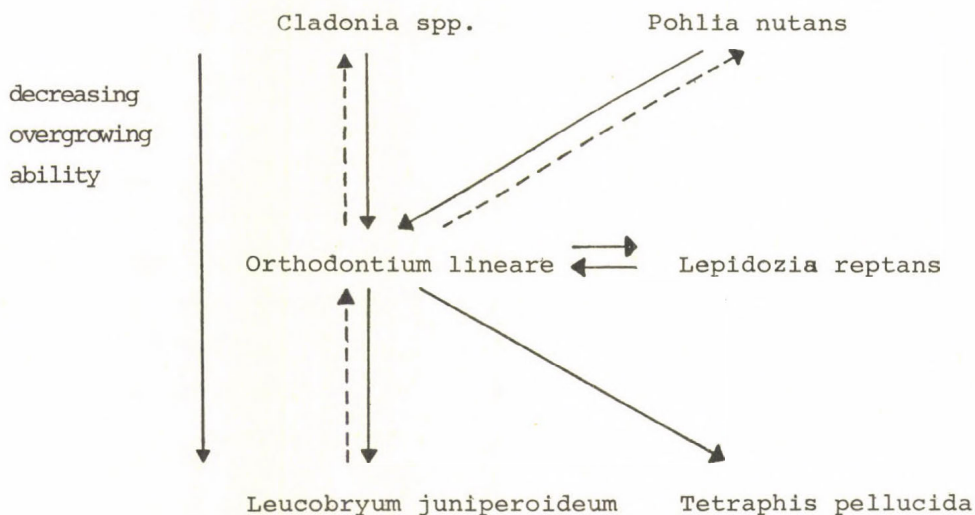 Cladonia spp.
Pohlia nutans
decreasing
overgrowing
ability
Orthodontium lineare
Lepidozia reptans
Leucobryum juniperoideum
Tetraphis pellucida